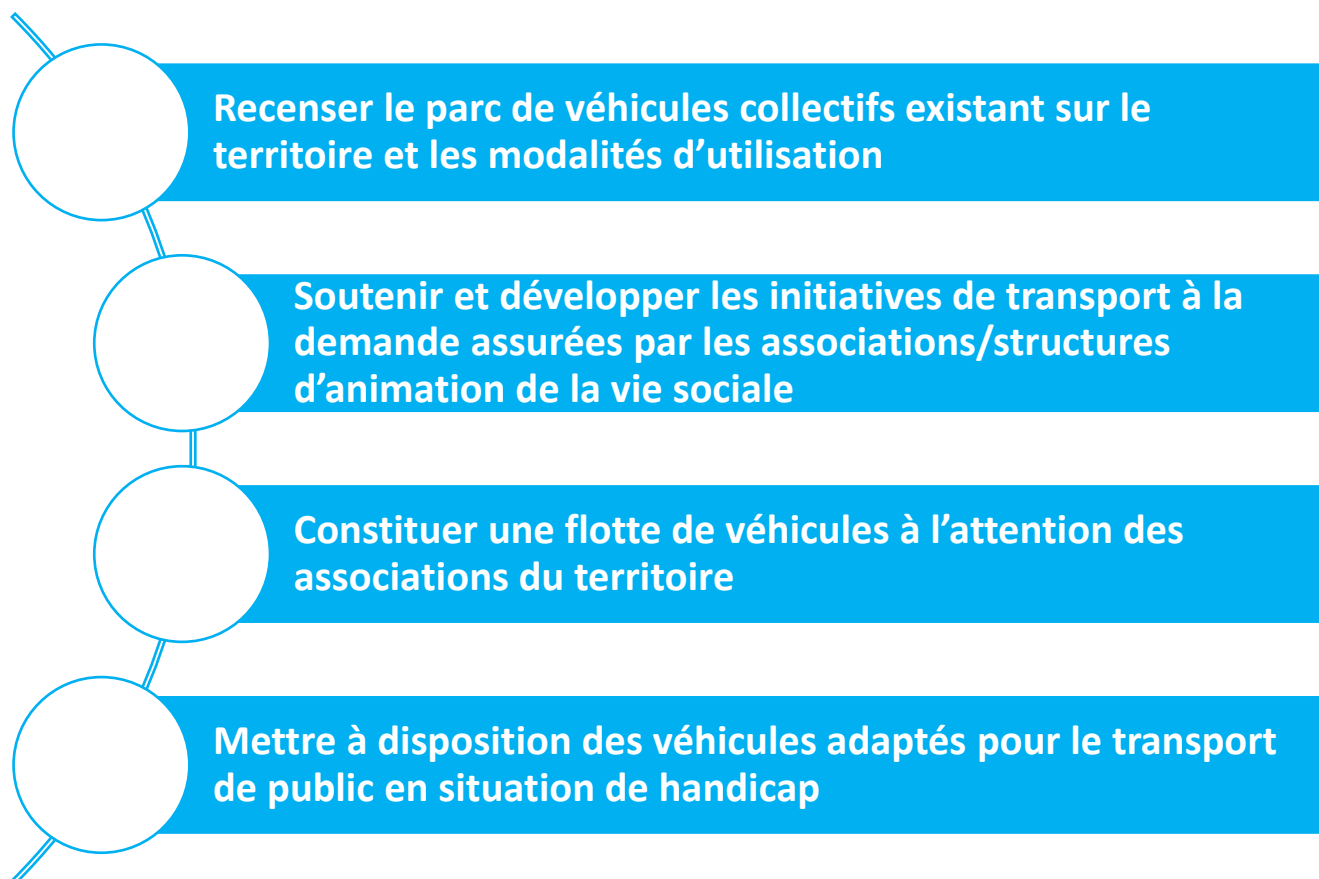 Recenser le parc de véhicules collectifs existant sur le
territoire et les modalités d’utilisation
Soutenir et développer les initiatives de transport à la
demande assurées par les associations/structures
d’animation de la vie sociale
Constituer une flotte de véhicules à l’attention des
associations du territoire
Mettre à disposition des véhicules adaptés pour le transport
de public en situation de handicap